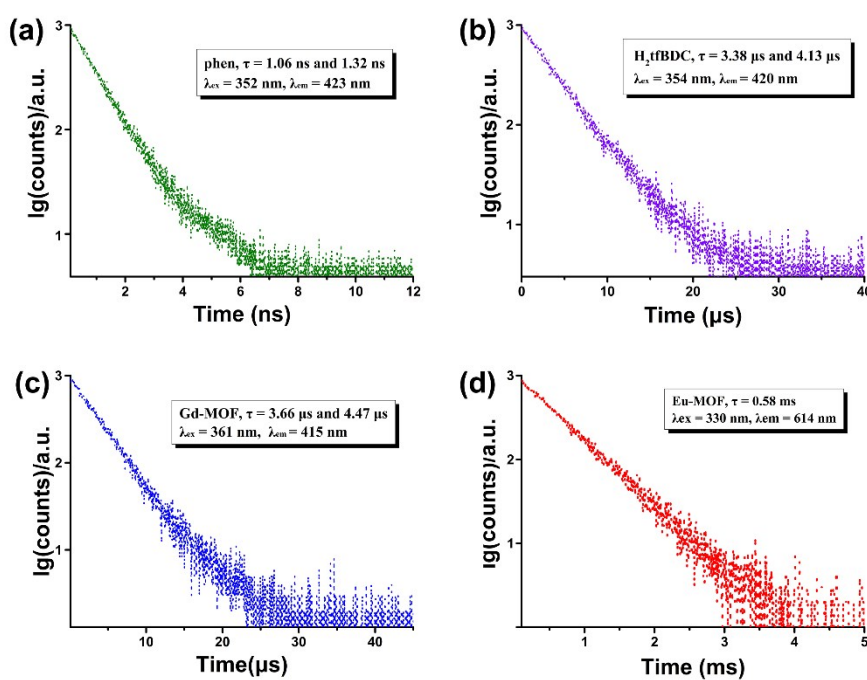 (a)
phen, τ = 1.06 ns and 1.32 ns
λex = 352 nm, λem = 423 nm
lg(counts)/a.u.
3
2
1
2 4 6 8 10 12
Time (ns)
(b)
H₂tfBDC, τ = 3.38 μs and 4.13 μs
λex = 354 nm, λem = 420 nm
lg(counts)/a.u.
3
2
1
0 10 20 30 40
Time (μs)
(c)
Gd-MOF, τ = 3.66 μs and 4.47 μs
λex = 361 nm, λem = 415 nm
lg(counts)/a.u.
3
2
1
10 20 30 40
Time(μs)
(d)
Eu-MOF, τ = 0.58 ms
λex = 330 nm, λem = 614 nm
lg(counts)/a.u.
3
2
1
1 2 3 4 5
Time (ms)